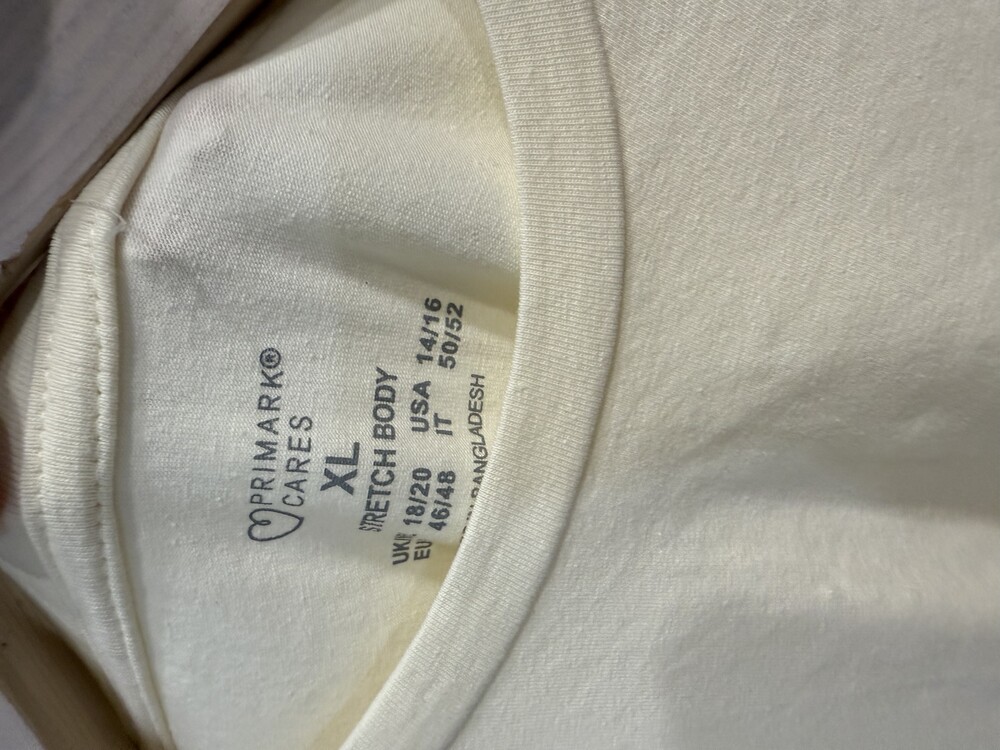 PRIMARK®
CARES
XL
STRETCH BODY
UK 18/20 USA 14/16
EU 46/48 IT 50/52
BANGLADESH